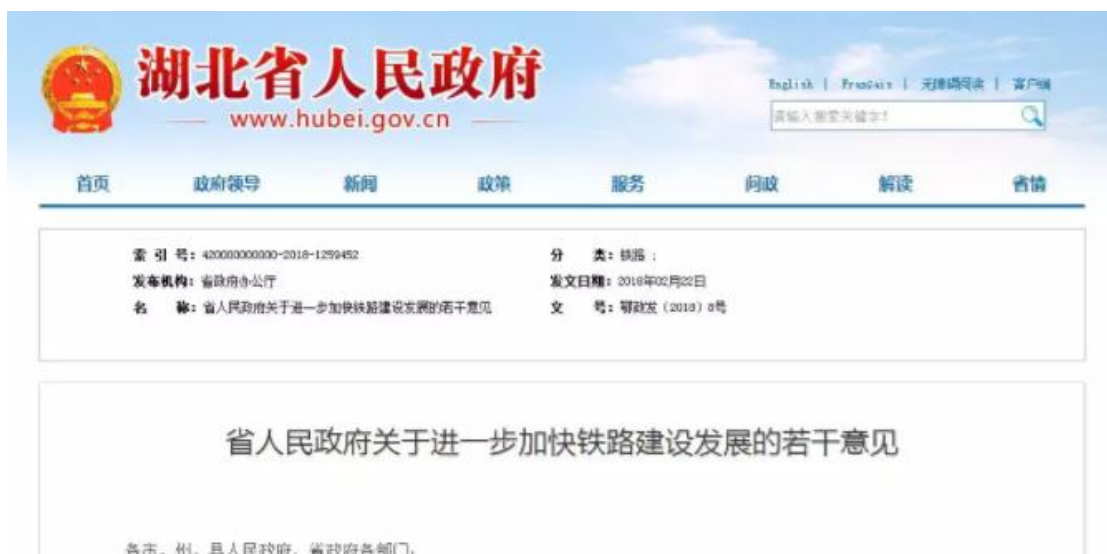 湖北省人民政府
www.hubei.gov.cn
English | Français | 无障碍阅读 | 客户端
请输入搜索关键字!
首页 政府领导 新闻 政策 服务 问政 解读 省情
索 引 号: 420000000000-2018-1259452 分 类: 铁路 ;
发布机构: 省政府办公厅 发文日期: 2018年02月22日
名 称: 省人民政府关于进一步加快铁路建设发展的若干意见 文 号: 鄂政发〔2018〕8号
省人民政府关于进一步加快铁路建设发展的若干意见
各市、州、县人民政府，省政府各部门: